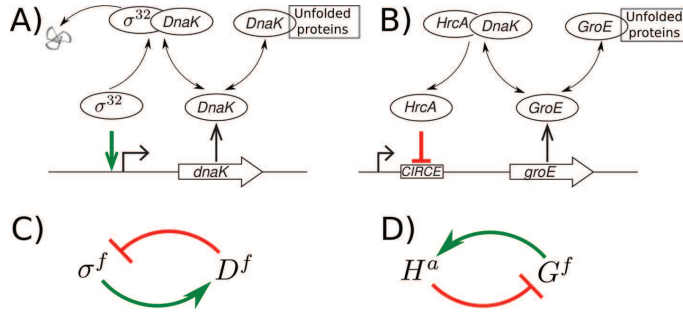 A)
σ³² DnaK
DnaK Unfolded proteins
σ³²
DnaK
dnaK
B)
HrcA DnaK
GroE Unfolded proteins
HrcA
GroE
CIRCE
groE
C)
σᶠ Dᶠ
D)
Hᵃ Gᶠ